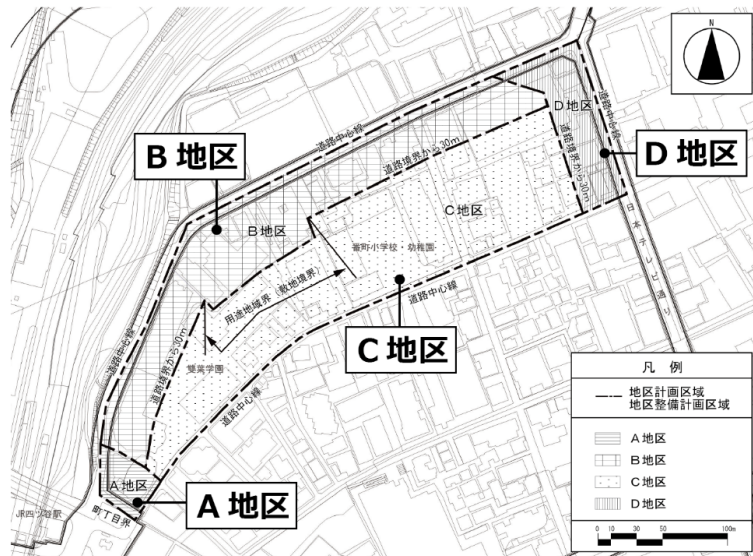 N
道路中心線
D地区
道路中心線
B 地区
道路境界から30m
道路境界から30m
D 地区
C地区
B地区
番町小学校・幼稚園
日本テレビ通り
用途地域界（敷地境界）
道路中心線
道路中心線
道路境界から30m
C 地区
雙葉学園
道路中心線
A地区
A 地区
JR四ツ谷駅
町丁目界
凡 例
地区計画区域
地区整備計画区域
A地区
B地区
C地区
D地区
0 10 30 50 100m